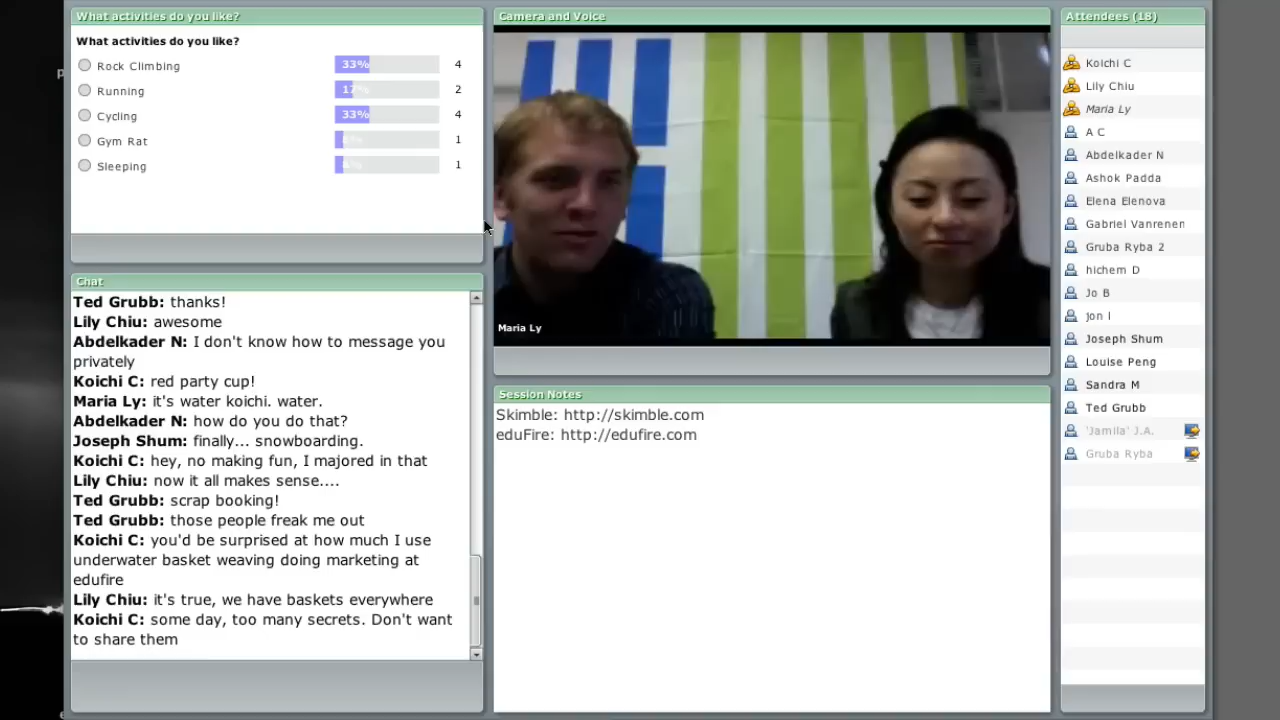 What activities do you like?
What activities do you like?
Rock Climbing 33% 4
Running 17% 2
Cycling 33% 4
Gym Rat 1
Sleeping 1
Chat
Ted Grubb: thanks!
Lily Chiu: awesome
Abdelkader N: I don't know how to message you
privately
Koichi C: red party cup!
Maria Ly: it's water koichi. water.
Abdelkader N: how do you do that?
Joseph Shum: finally... snowboarding.
Koichi C: hey, no making fun, I majored in that
Lily Chiu: now it all makes sense....
Ted Grubb: scrap booking!
Ted Grubb: those people freak me out
Koichi C: you'd be surprised at how much I use
underwater basket weaving doing marketing at
edufire
Lily Chiu: it's true, we have baskets everywhere
Koichi C: some day, too many secrets. Don't want
to share them
Camera and Voice
Maria Ly
Session Notes
Skimble: http://skimble.com
eduFire: http://edufire.com
Attendees (18)
Koichi C
Lily Chiu
Maria Ly
A C
Abdelkader N
Ashok Padda
Elena Elenova
Gabriel Vanrenen
Gruba Ryba 2
hichem D
Jo B
jon l
Joseph Shum
Louise Peng
Sandra M
Ted Grubb
'Jamila' J.A.
Gruba Ryba